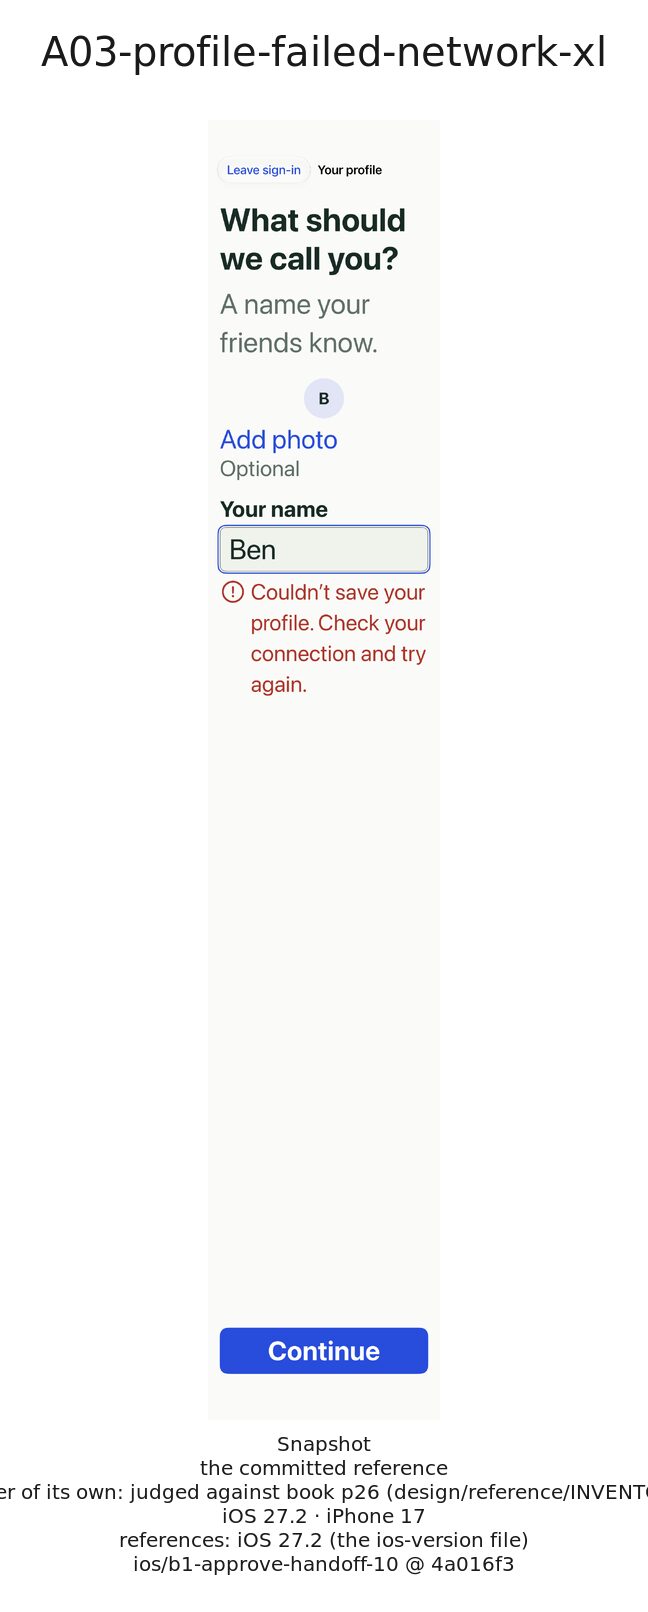 A03-profile-failed-network-xl
Leave sign-in Your profile
What should
we call you?
A name your
friends know.
B
Add photo
Optional
Your name
Ben
Couldn’t save your
profile. Check your
connection and try
again.
Continue
Snapshot
the committed reference
of its own: judged against book p26 (design/reference/
iOS 27.2 · iPhone 17
references: iOS 27.2 (the ios-version file)
ios/b1-approve-handoff-10 @ 4a016f3